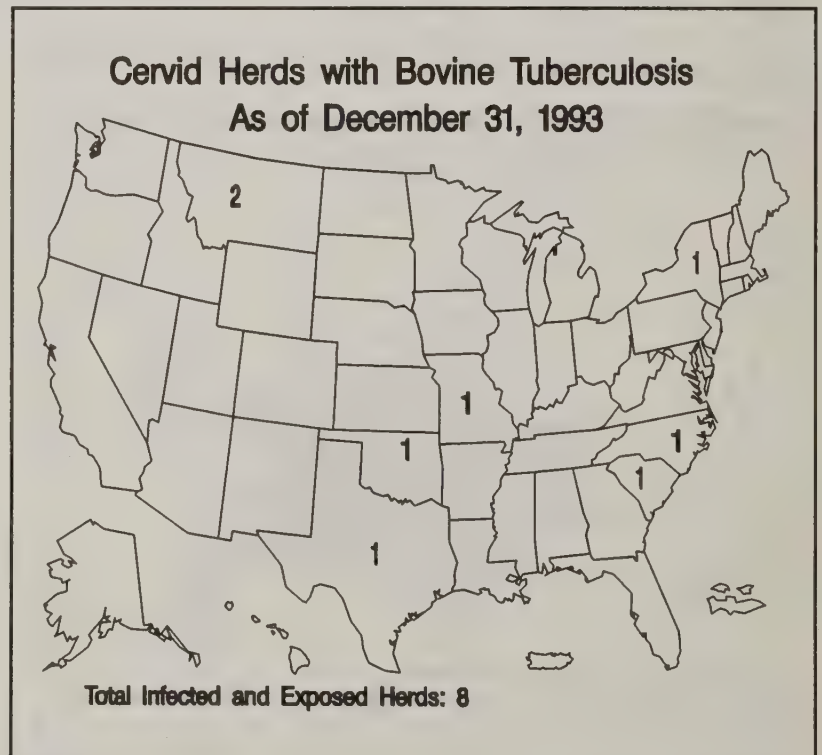 Cervid Herds with Bovine Tuberculosis
As of December 31, 1993
2
1
1
1
1
1
1
Total Infected and Exposed Herds: 8